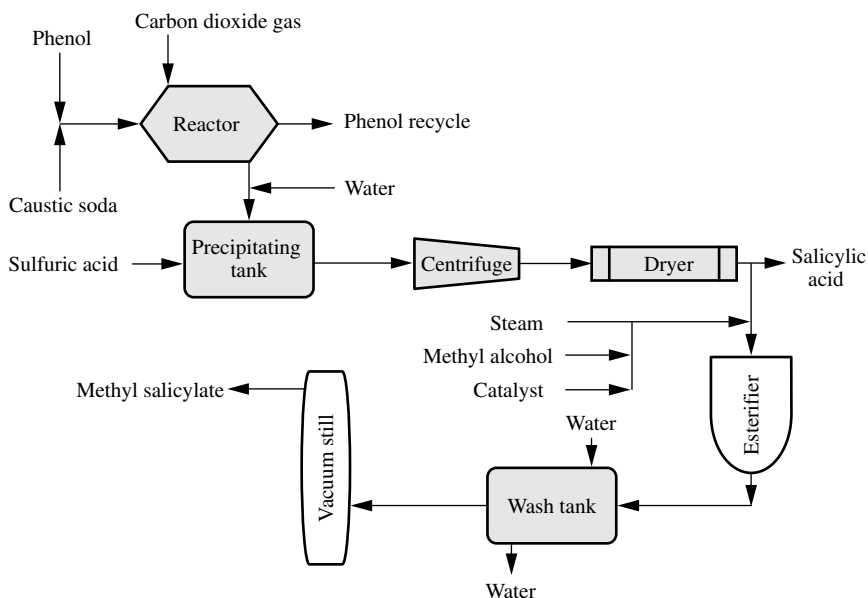 Carbon dioxide gas
Phenol
Reactor
Phenol recycle
Caustic soda
Water
Sulfuric acid
Precipitating
tank
Centrifuge
Dryer
Salicylic
acid
Steam
Methyl alcohol
Catalyst
Methyl salicylate
Vacuum still
Esterifier
Water
Wash tank
Water